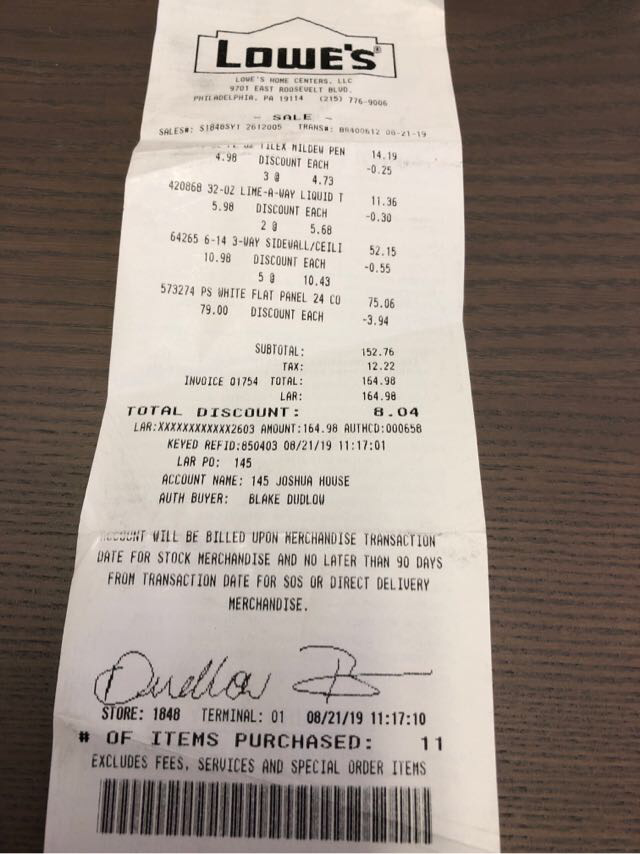 LOWE'S®
LOWE'S HOME CENTERS, LLC
9701 EAST ROOSEVELT BLVD.
PHILADELPHIA, PA 19114 (215) 776-9006
- SALE -
SALES#: S1848SY1 2612005 TRANS#: 88400612 08-21-19
OZ TILEX MILDEW PEN 14.19
4.98 DISCOUNT EACH -0.25
3 @ 4.73
420868 32-OZ LIME-A-WAY LIQUID T 11.36
5.98 DISCOUNT EACH -0.30
2 @ 5.68
64265 6-14 3-WAY SIDEWALL/CEILI 52.15
10.98 DISCOUNT EACH -0.55
5 @ 10.43
573274 PS WHITE FLAT PANEL 24 CO 75.06
79.00 DISCOUNT EACH -3.94
SUBTOTAL: 152.76
TAX: 12.22
INVOICE 01754 TOTAL: 164.98
LAR: 164.98
TOTAL DISCOUNT: 8.04
LAR:XXXXXXXXXXXX2603 AMOUNT:164.98 AUTHCD:000658
KEYED REFID:850403 08/21/19 11:17:01
LAR PO: 145
ACCOUNT NAME: 145 JOSHUA HOUSE
AUTH BUYER: BLAKE DUDLOW
ACCOUNT WILL BE BILLED UPON MERCHANDISE TRANSACTION
DATE FOR STOCK MERCHANDISE AND NO LATER THAN 90 DAYS
FROM TRANSACTION DATE FOR SOS OR DIRECT DELIVERY
MERCHANDISE.
STORE: 1848 TERMINAL: 01 08/21/19 11:17:10
# OF ITEMS PURCHASED: 11
EXCLUDES FEES, SERVICES AND SPECIAL ORDER ITEMS